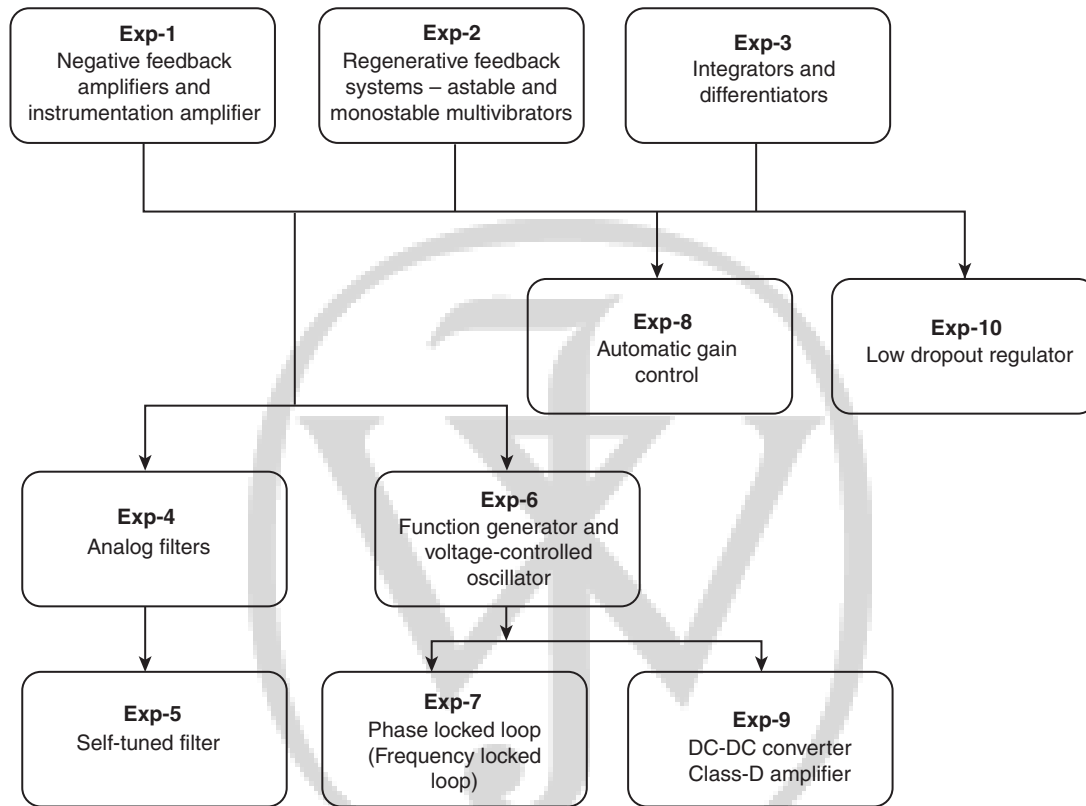 Exp-1
Negative feedback
amplifiers and
instrumentation amplifier
Exp-2
Regenerative feedback
systems – astable and
monostable multivibrators
Exp-3
Integrators and
differentiators
Exp-8
Automatic gain
control
Exp-10
Low dropout regulator
Exp-4
Analog filters
Exp-6
Function generator and
voltage-controlled
oscillator
Exp-5
Self-tuned filter
Exp-7
Phase locked loop
(Frequency locked
loop)
Exp-9
DC-DC converter
Class-D amplifier